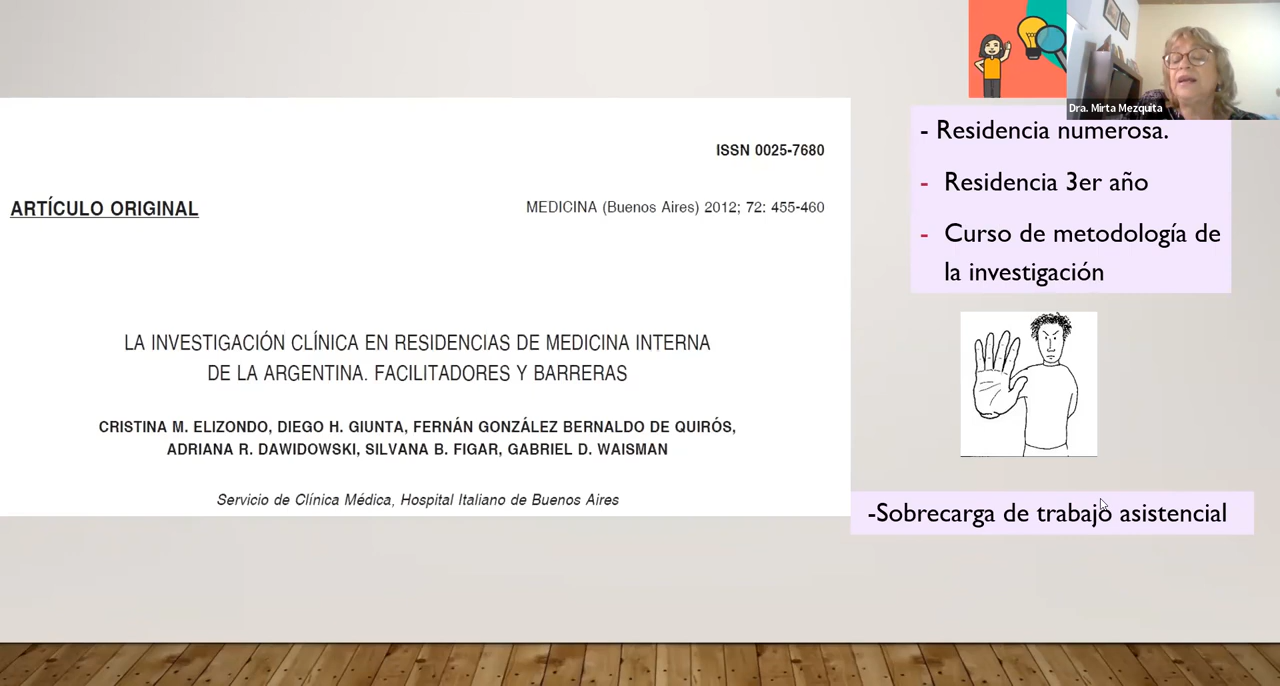 Dra. Mirta Mezquita
ISSN 0025-7680
ARTÍCULO ORIGINAL
MEDICINA (Buenos Aires) 2012; 72: 455-460
LA INVESTIGACIÓN CLÍNICA EN RESIDENCIAS DE MEDICINA INTERNA
DE LA ARGENTINA. FACILITADORES Y BARRERAS
CRISTINA M. ELIZONDO, DIEGO H. GIUNTA, FERNÁN GONZÁLEZ BERNALDO DE QUIRÓS,
ADRIANA R. DAWIDOWSKI, SILVANA B. FIGAR, GABRIEL D. WAISMAN
Servicio de Clínica Médica, Hospital Italiano de Buenos Aires
- Residencia numerosa.
- Residencia 3er año
- Curso de metodología de
la investigación
-Sobrecarga de trabajo asistencial